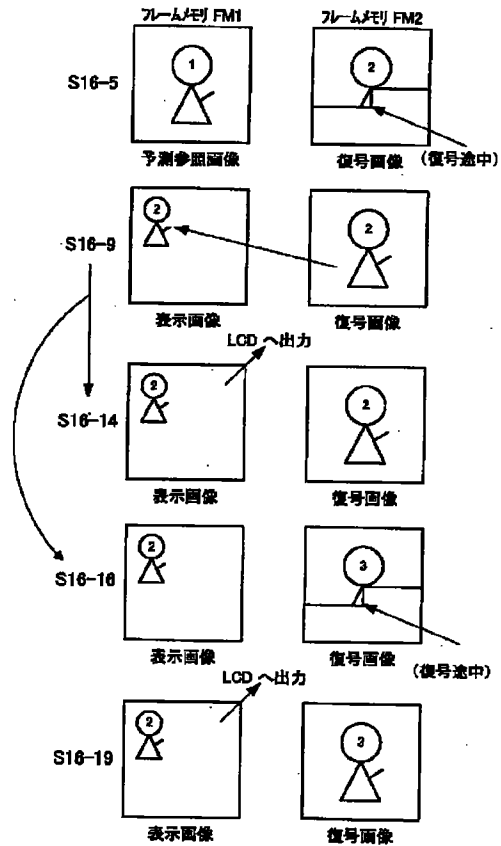 フレームメモリ FM1
フレームメモリ FM2
S16-5
1
2
予測参照画像
復号画像
(復号途中)
S16-9
2
2
表示画像
復号画像
LCD へ出力
S16-14
2
2
表示画像
復号画像
S16-16
2
3
表示画像
復号画像
(復号途中)
LCD へ出力
S16-19
2
3
表示画像
復号画像